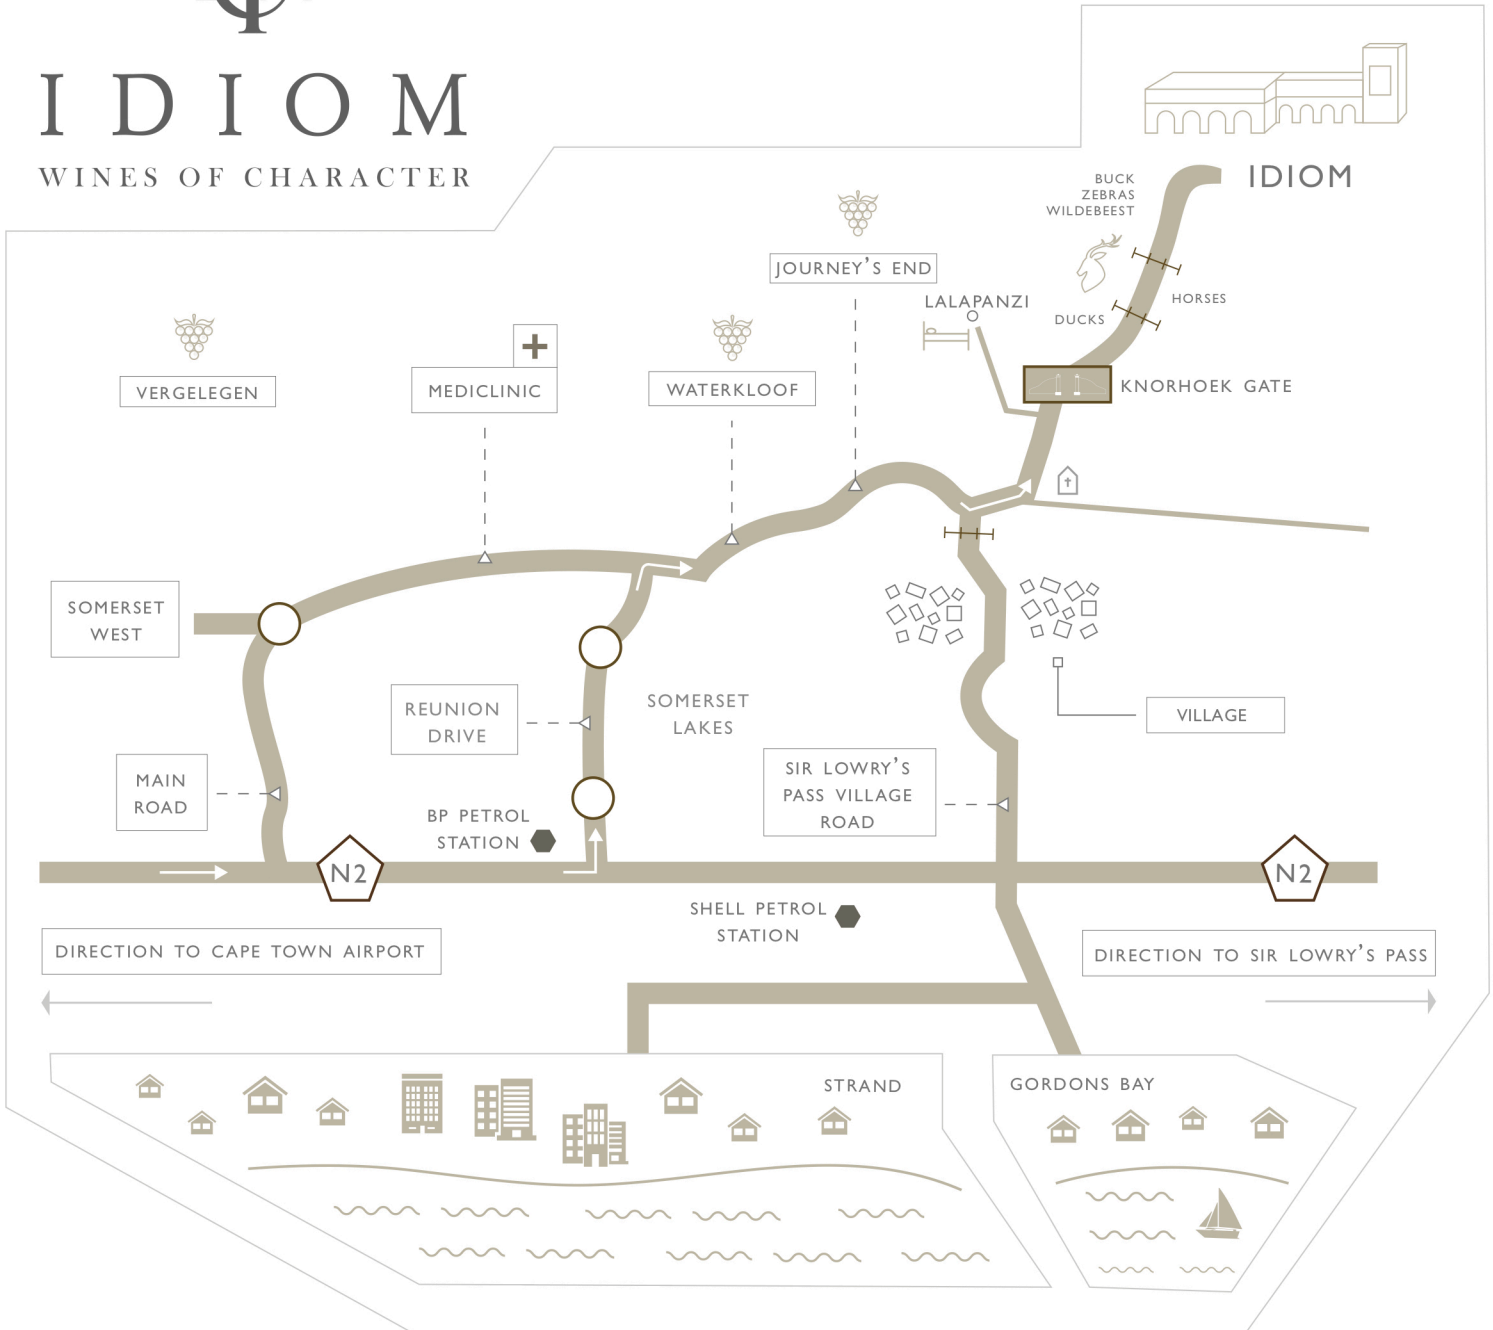 IDIOM
WINES OF CHARACTER
IDIOM
BUCK
ZEBRAS
WILDEBEEST
HORSES
DUCKS
JOURNEY'S END
LALAPANZI
KNORHOEK GATE
VERGELEGEN
MEDICLINIC
WATERKLOOF
SOMERSET
WEST
REUNION
DRIVE
SOMERSET
LAKES
VILLAGE
MAIN
ROAD
SIR LOWRY'S
PASS VILLAGE
ROAD
BP PETROL
STATION
N2
N2
SHELL PETROL
STATION
DIRECTION TO CAPE TOWN AIRPORT
DIRECTION TO SIR LOWRY'S PASS
STRAND
GORDONS BAY